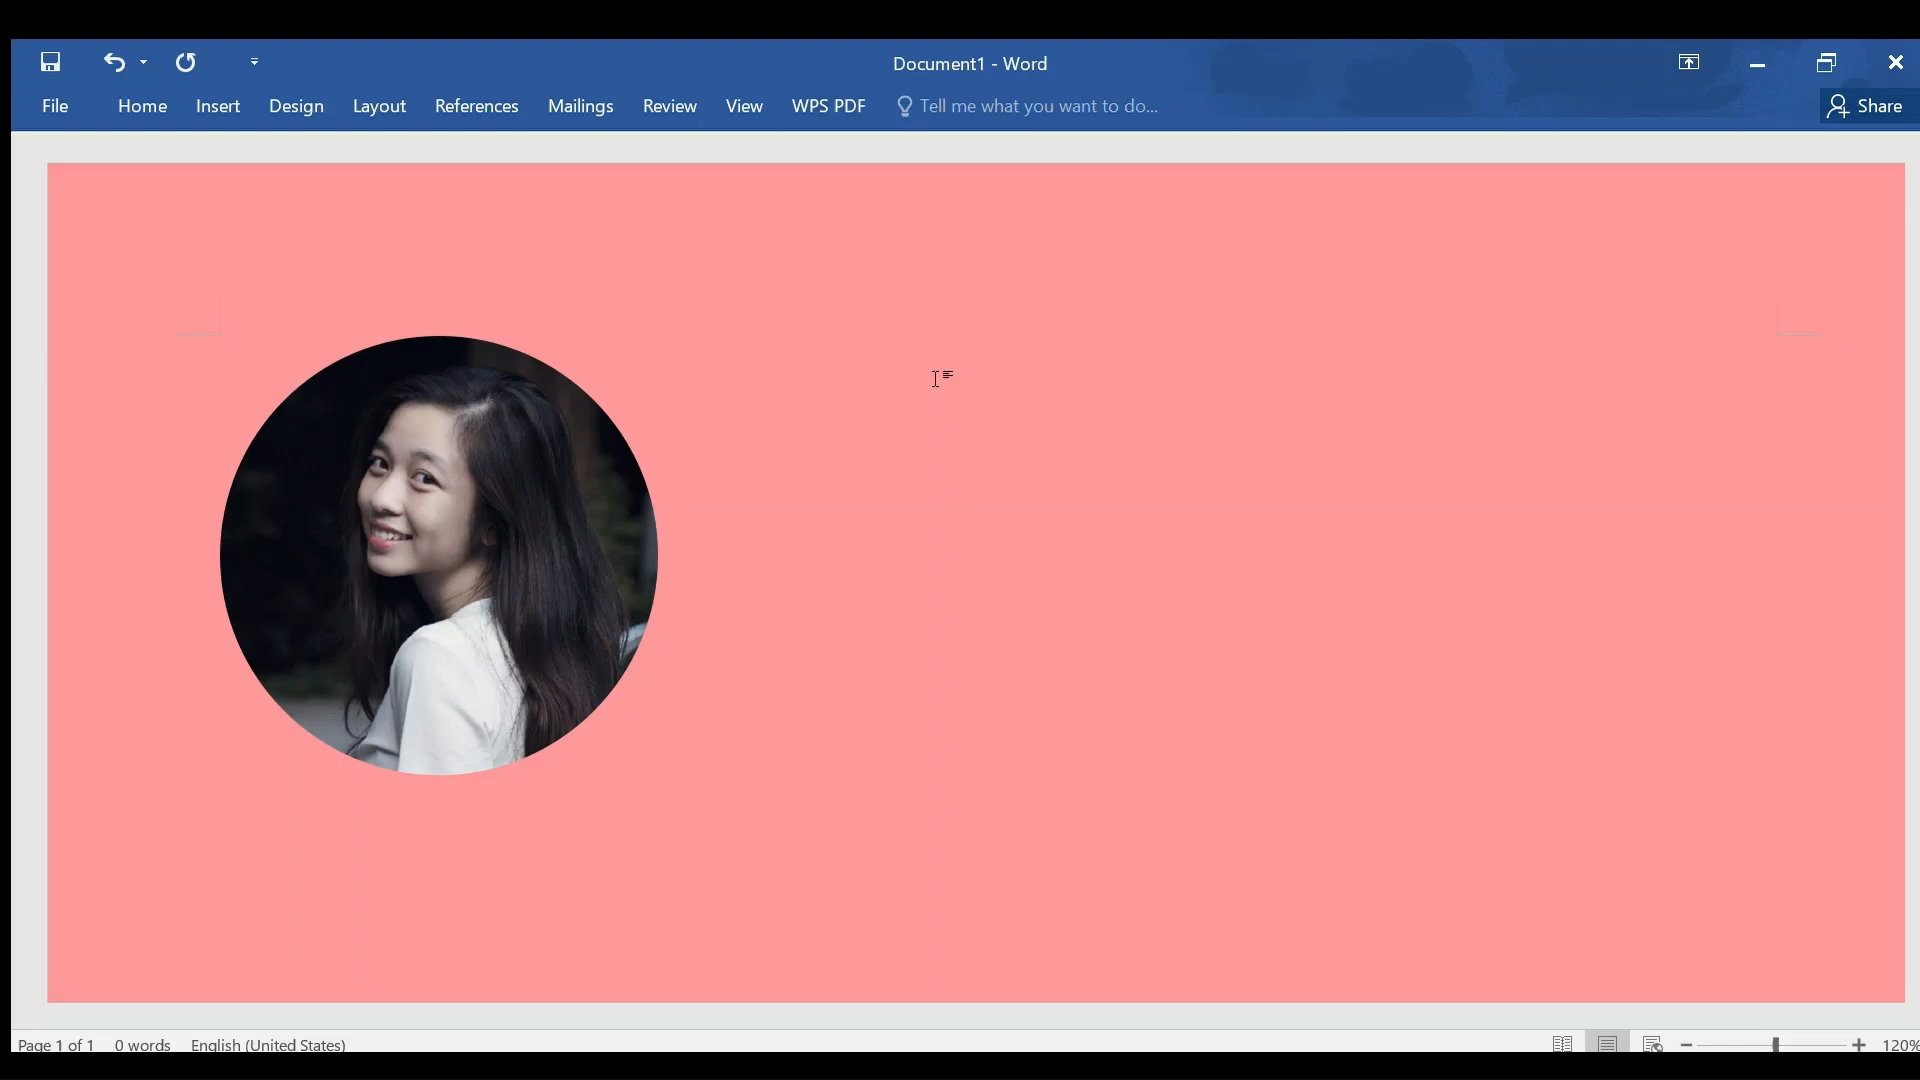 Document1 - Word
File Home Insert Design Layout References Mailings Review View WPS PDF Tell me what you want to do... Share
Page 1 of 1 0 words English (United States) 120%